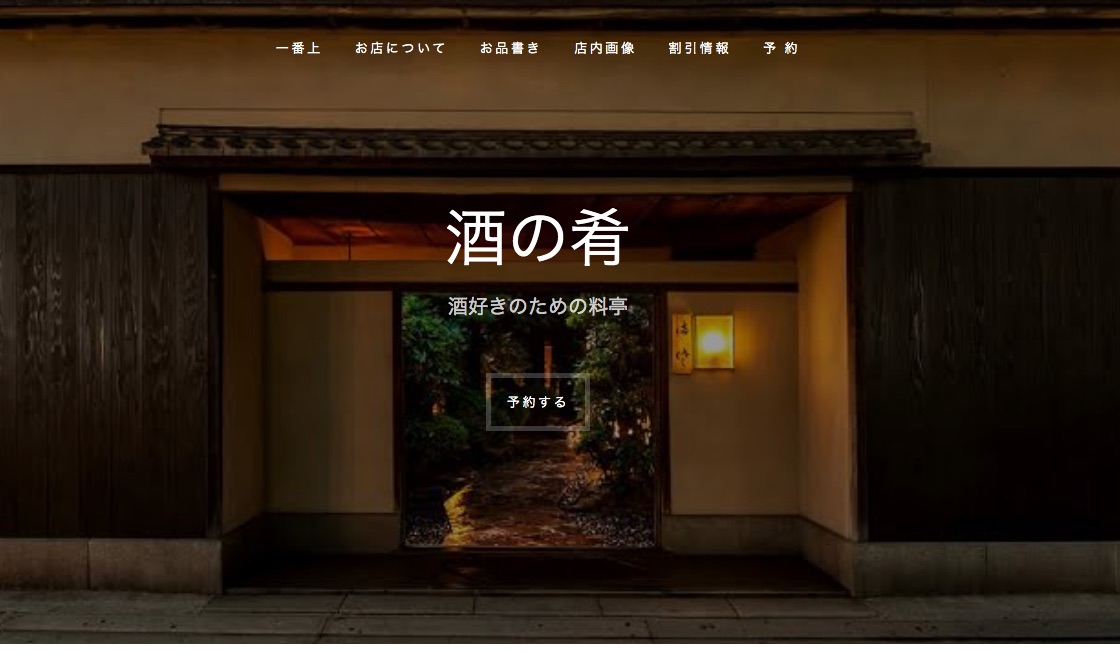 一番上 お店について お品書き 店内画像 割引情報 予 約
酒の肴
酒好きのための料亭
予約する